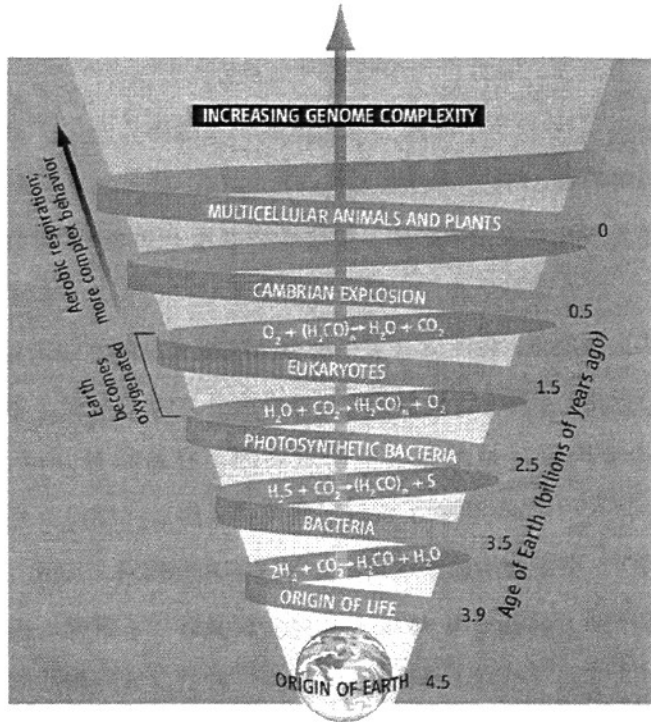 INCREASING GENOME COMPLEXITY
Aerobic respiration;
more complex behavior
MULTICELLULAR ANIMALS AND PLANTS
0
CAMBRIAN EXPLOSION
0.5
O₂ + (H₂CO)ₙ→H₂O + CO₂
Earth
becomes
oxygenated
EUKARYOTES
1.5
H₂O + CO₂→(H₂CO)ₙ + O₂
PHOTOSYNTHETIC BACTERIA
2.5
H₂S + CO₂→(H₂CO)ₙ + S
BACTERIA
3.5
2H₂ + CO₂→H₂CO + H₂O
ORIGIN OF LIFE
3.9
Age of Earth (billions of years ago)
ORIGIN OF EARTH 4.5